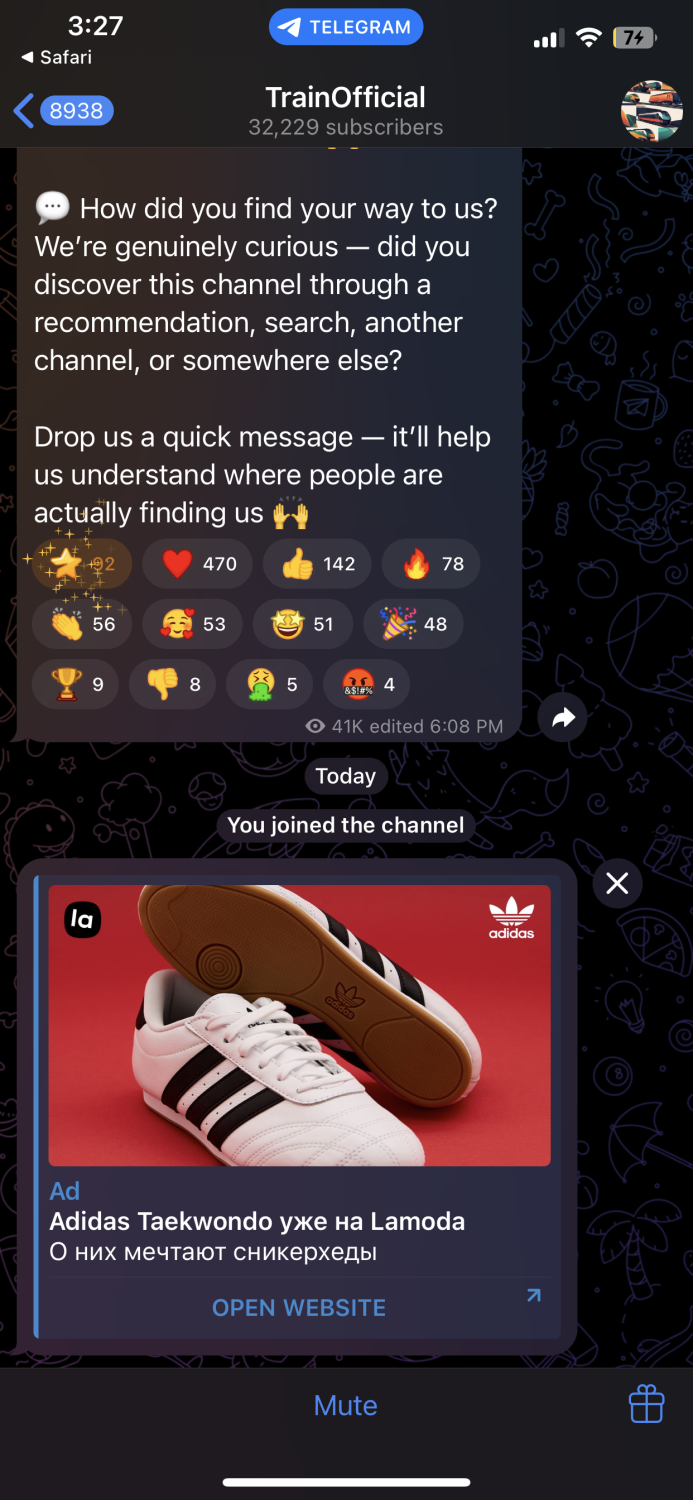 3:27
TELEGRAM
7
Safari
8938
TrainOfficial
32,229 subscribers
How did you find your way to us?
We’re genuinely curious — did you
discover this channel through a
recommendation, search, another
channel, or somewhere else?
Drop us a quick message — it’ll help
us understand where people are
actually finding us
92 470 142 78
56 53 51 48
9 8 5 &$!#% 4
41K edited 6:08 PM
Today
You joined the channel
la
adidas
Ad
Adidas Taekwondo уже на Lamoda
О них мечтают сникерхеды
OPEN WEBSITE
Mute